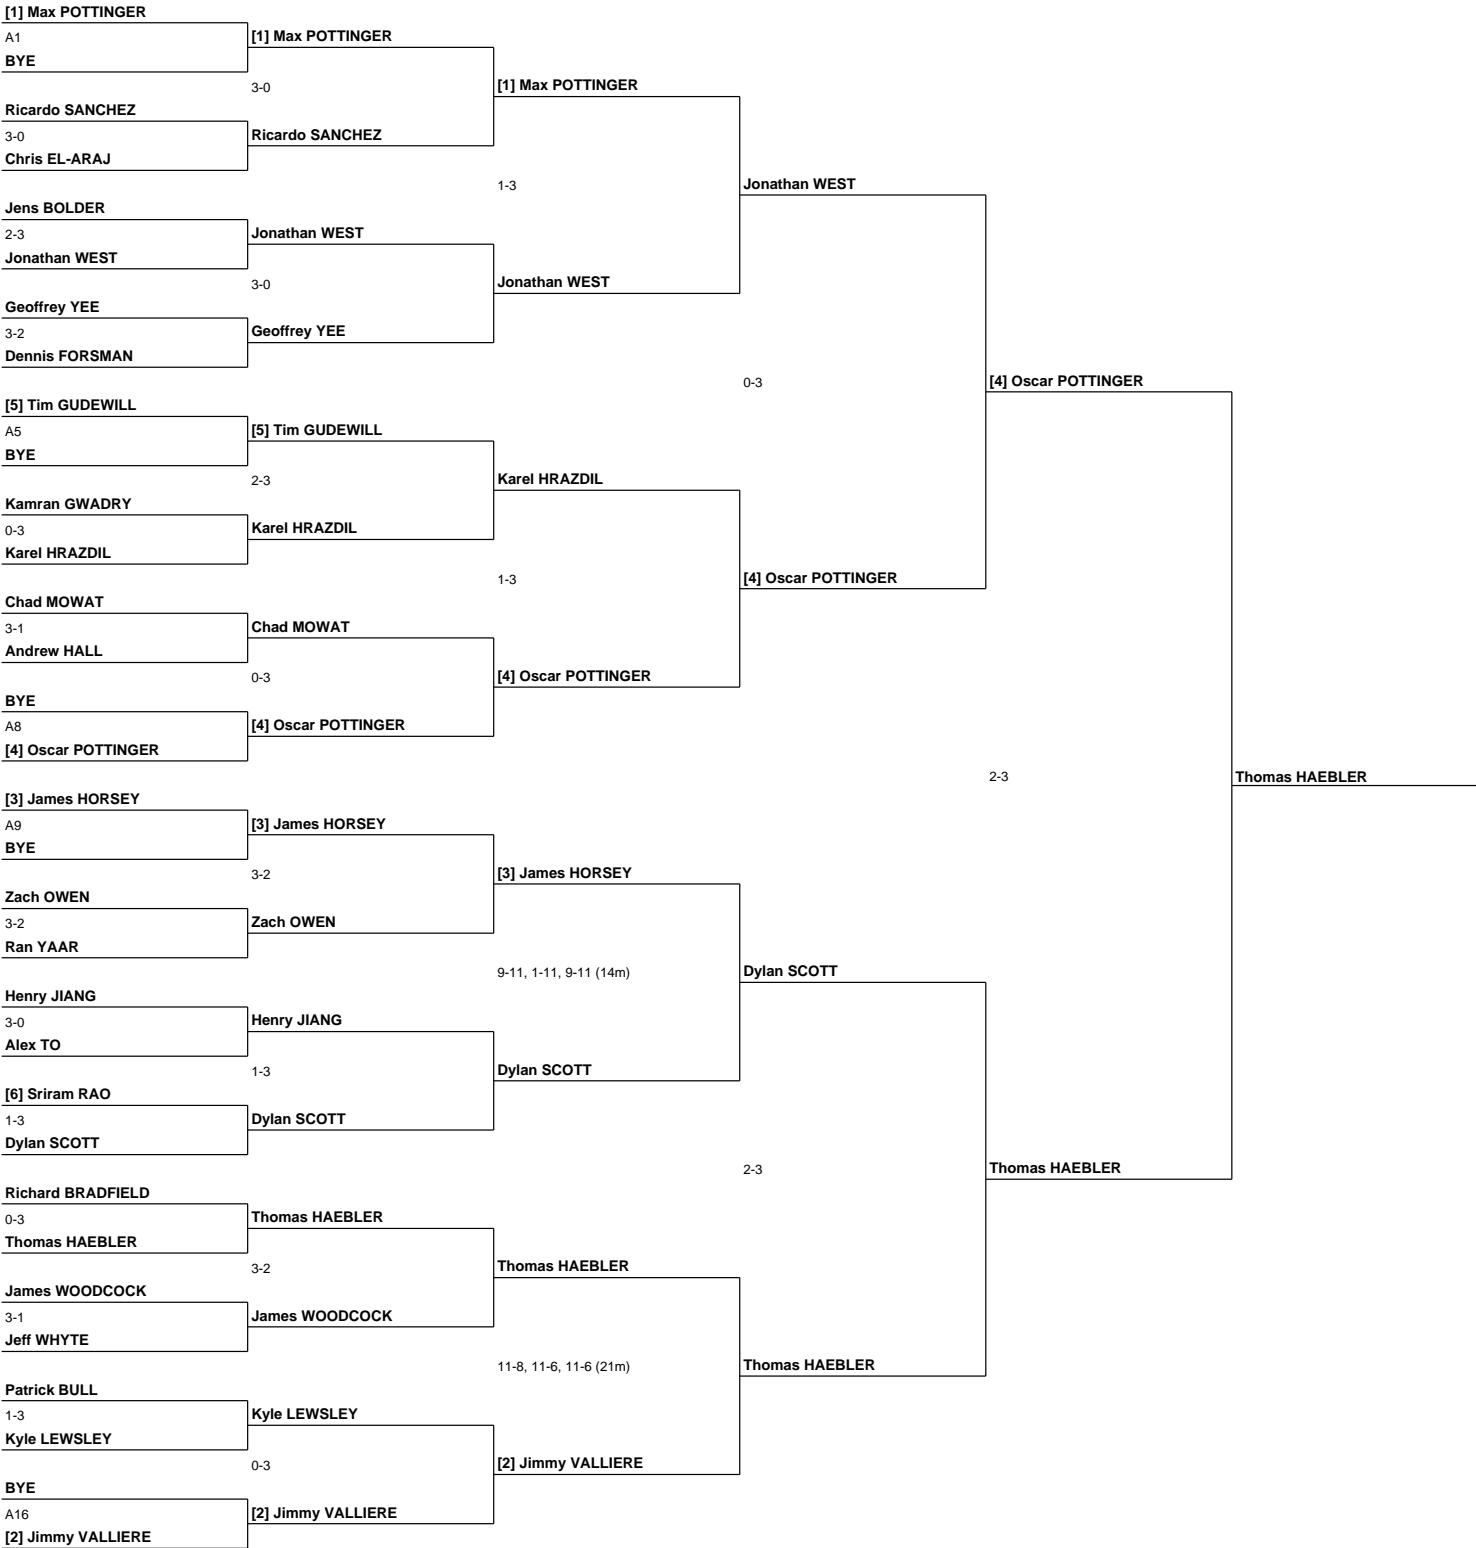 [1] Max POTTINGER
A1
BYE
Ricardo SANCHEZ
3-0
Chris EL-ARAJ
Jens BOLDER
2-3
Jonathan WEST
Geoffrey YEE
3-2
Dennis FORSMAN
[5] Tim GUDEWILL
A5
BYE
Kamran GWADRY
0-3
Karel HRAZDIL
Chad MOWAT
3-1
Andrew HALL
BYE
A8
[4] Oscar POTTINGER
[3] James HORSEY
A9
BYE
Zach OWEN
3-2
Ran YAAR
Henry JIANG
3-0
Alex TO
[6] Sriram RAO
1-3
Dylan SCOTT
Richard BRADFIELD
0-3
Thomas HAEBLER
James WOODCOCK
3-1
Jeff WHYTE
Patrick BULL
1-3
Kyle LEWSLEY
BYE
A16
[2] Jimmy VALLIERE
[1] Max POTTINGER
3-0
Ricardo SANCHEZ
Jonathan WEST
3-0
Geoffrey YEE
[5] Tim GUDEWILL
2-3
Karel HRAZDIL
Chad MOWAT
0-3
[4] Oscar POTTINGER
[3] James HORSEY
3-2
Zach OWEN
Henry JIANG
1-3
Dylan SCOTT
Thomas HAEBLER
3-2
James WOODCOCK
Kyle LEWSLEY
0-3
[2] Jimmy VALLIERE
[1] Max POTTINGER
1-3
Jonathan WEST
Karel HRAZDIL
1-3
[4] Oscar POTTINGER
[3] James HORSEY
9-11, 1-11, 9-11 (14m)
Dylan SCOTT
Thomas HAEBLER
11-8, 11-6, 11-6 (21m)
[2] Jimmy VALLIERE
Jonathan WEST
0-3
[4] Oscar POTTINGER
Dylan SCOTT
2-3
Thomas HAEBLER
[4] Oscar POTTINGER
2-3
Thomas HAEBLER
Thomas HAEBLER